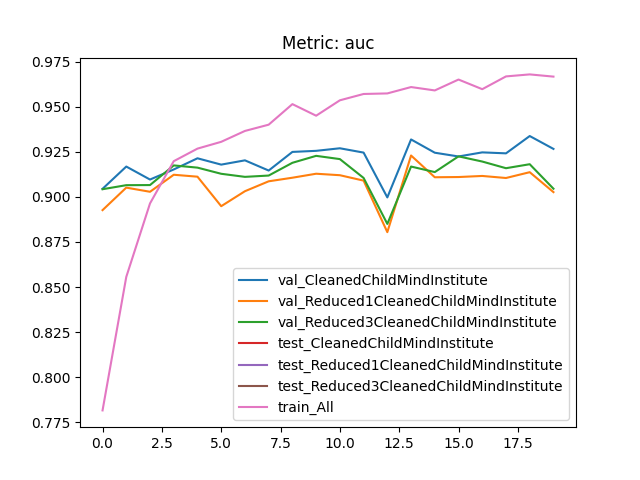 Metric: auc
0.975
0.950
0.925
0.900
0.875
0.850
0.825
0.800
0.775
val_CleanedChildMindInstitute
val_Reduced1CleanedChildMindInstitute
val_Reduced3CleanedChildMindInstitute
test_CleanedChildMindInstitute
test_Reduced1CleanedChildMindInstitute
test_Reduced3CleanedChildMindInstitute
train_All
0.0 2.5 5.0 7.5 10.0 12.5 15.0 17.5